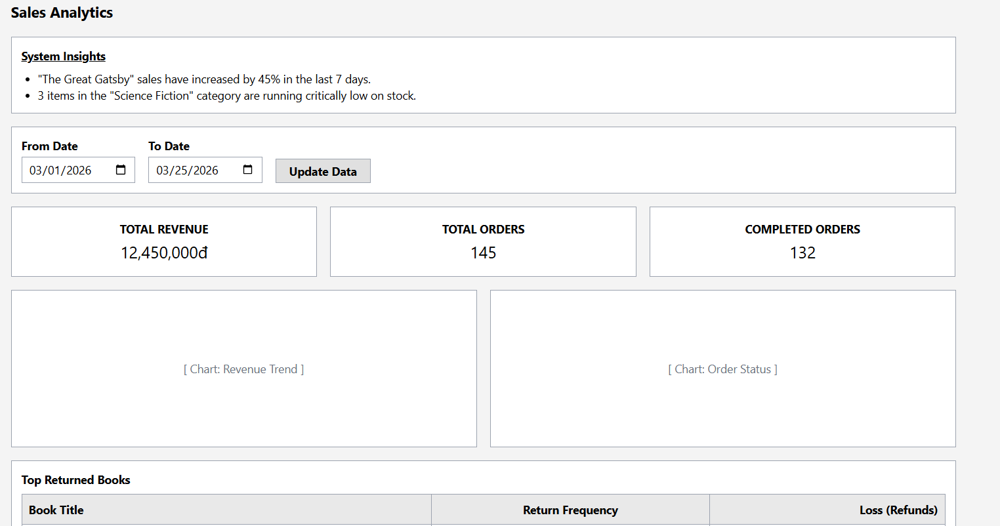 Sales Analytics
System Insights
• "The Great Gatsby" sales have increased by 45% in the last 7 days.
• 3 items in the "Science Fiction" category are running critically low on stock.
From Date
To Date
03/01/2026
03/25/2026
Update Data
TOTAL REVENUE
12,450,000đ
TOTAL ORDERS
145
COMPLETED ORDERS
132
[ Chart: Revenue Trend ]
[ Chart: Order Status ]
Top Returned Books
Book Title
Return Frequency
Loss (Refunds)